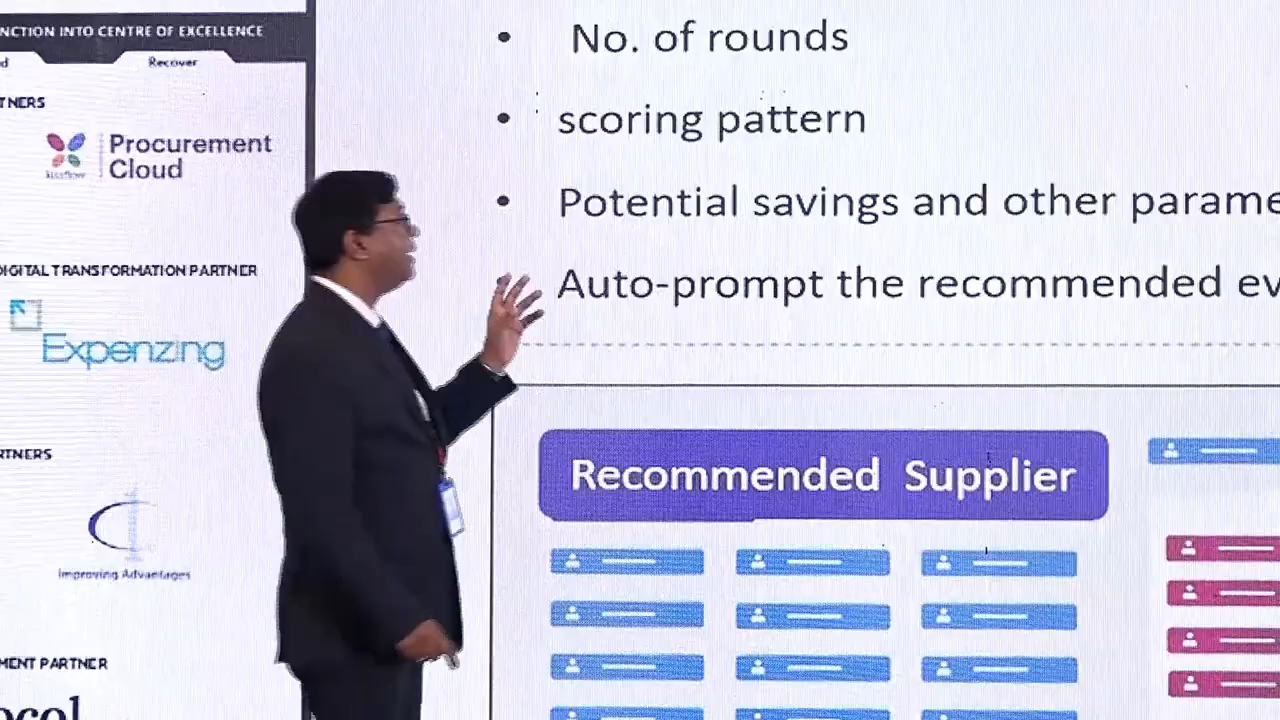 NCTION INTO CENTRE OF EXCELLENCE
d
Recover
TNERS
Procurement
Cloud
DIGITAL TRANSFORMATION PARTNER
Expenzing
RTNERS
Improving Advantages
MENT PARTNER
ocol
• No. of rounds
• scoring pattern
• Potential savings and other parame
Auto-prompt the recommended ev
Recommended Supplier